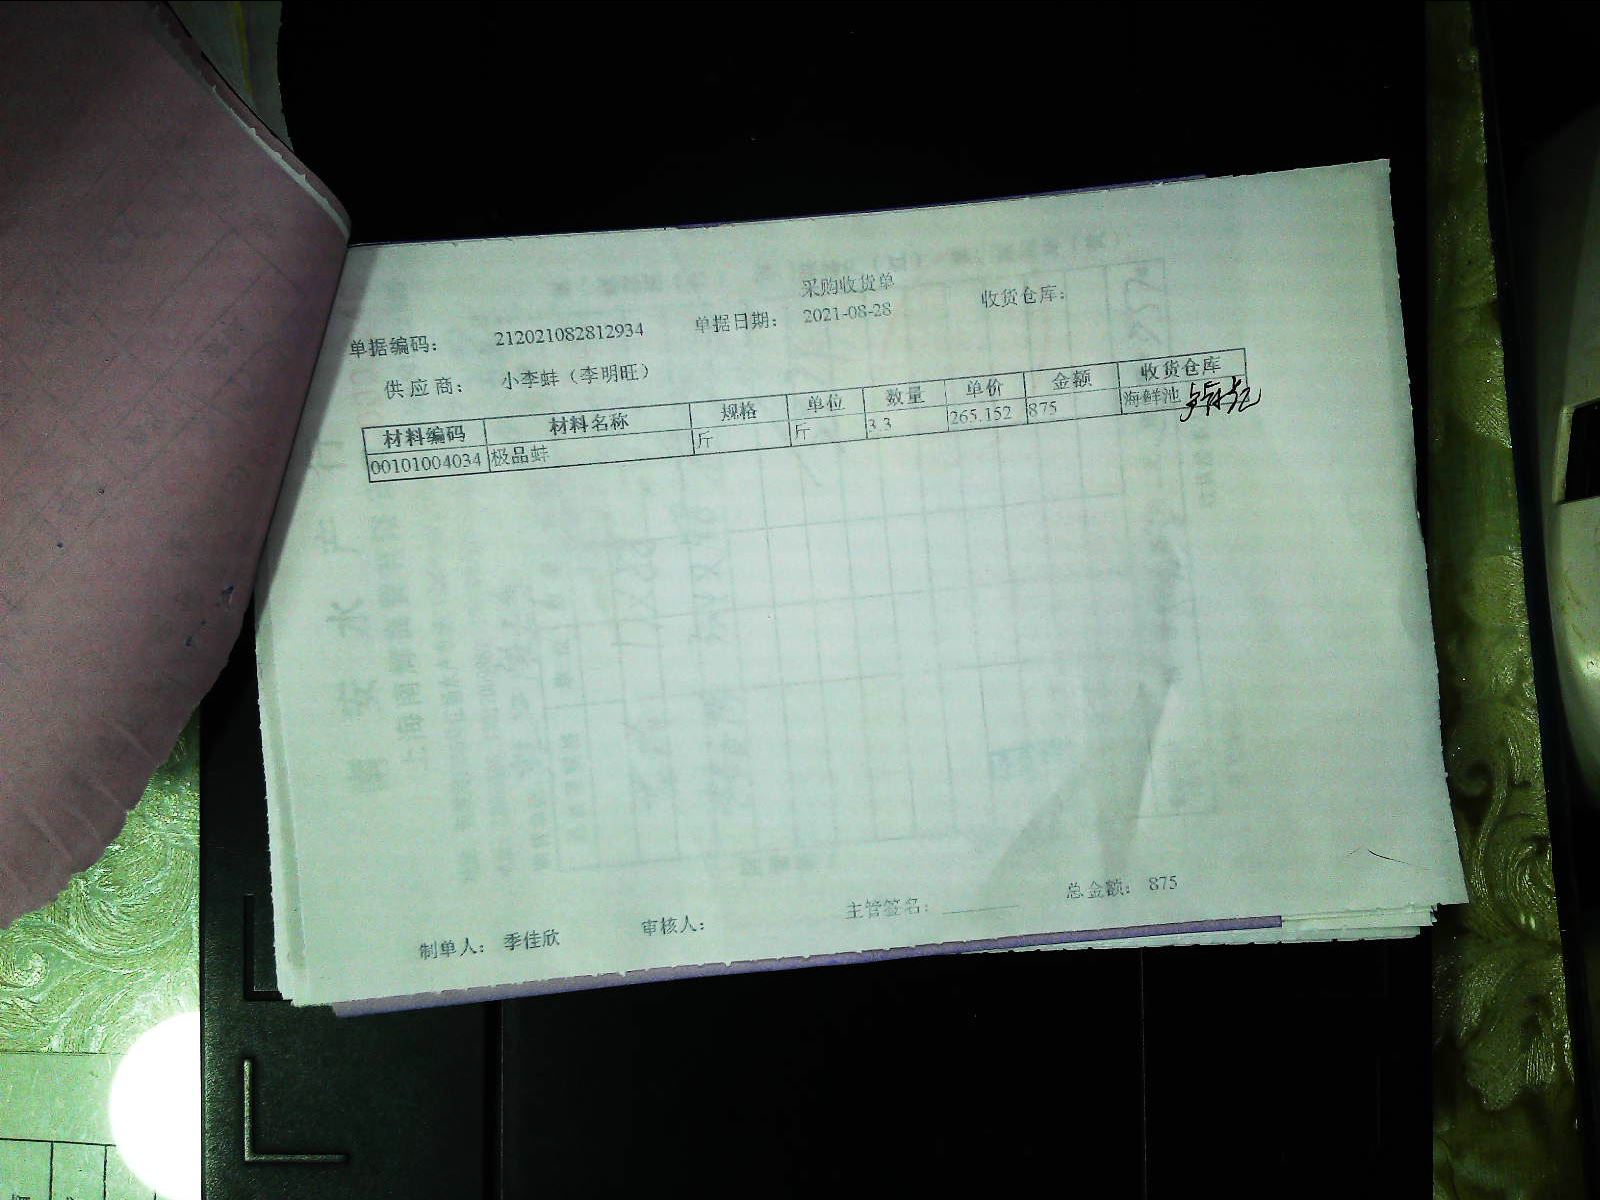 采购收货单
单据编码： 212021082812934 单据日期： 2021-08-28 收货仓库：
供应商： 小李蚌（李明旺）
材料编码 材料名称 规格 单位 数量 单价 金额 收货仓库
00101004034 极品蚌 斤 斤 3.3 265.152 875 海鲜池
制单人： 季佳欣 审核人： 主管签名： 总金额： 875